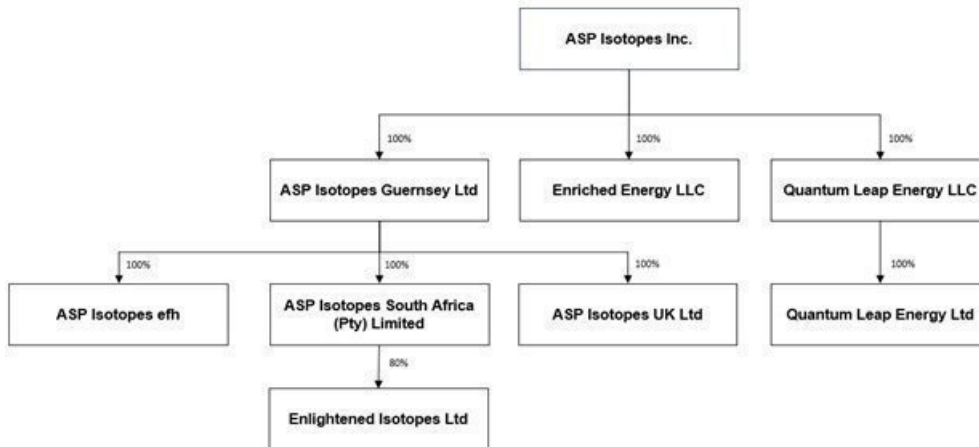 ASP Isotopes Inc.
100%
100%
100%
ASP Isotopes Guernsey Ltd
Enriched Energy LLC
Quantum Leap Energy LLC
100%
100%
100%
100%
ASP Isotopes efh
ASP Isotopes South Africa
(Pty) Limited
ASP Isotopes UK Ltd
Quantum Leap Energy Ltd
80%
Enlightened Isotopes Ltd